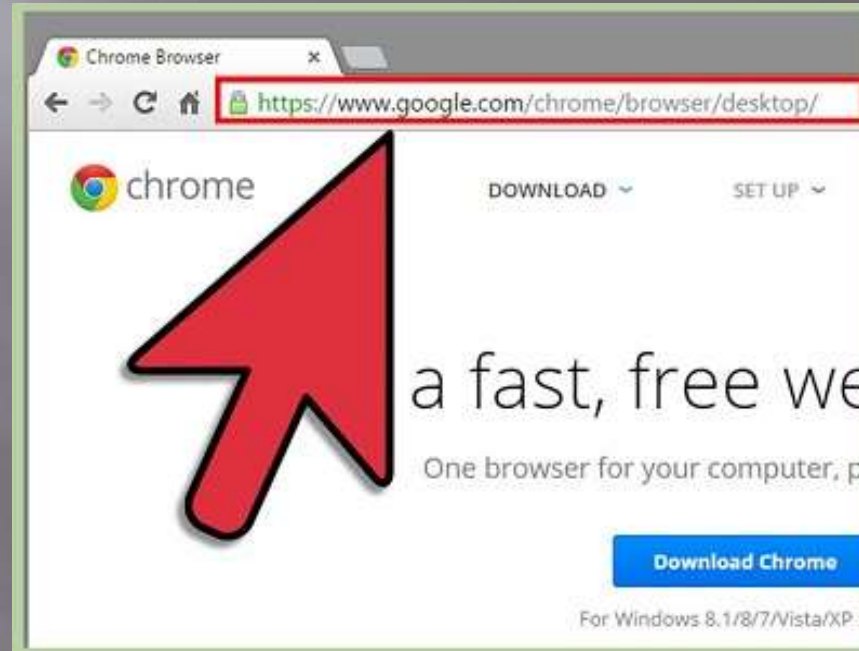 Chrome Browser
https://www.google.com/chrome/browser/desktop/
chrome
DOWNLOAD
SET UP
a fast, free we
One browser for your computer, p
Download Chrome
For Windows 8.1/8/7/Vista/XP